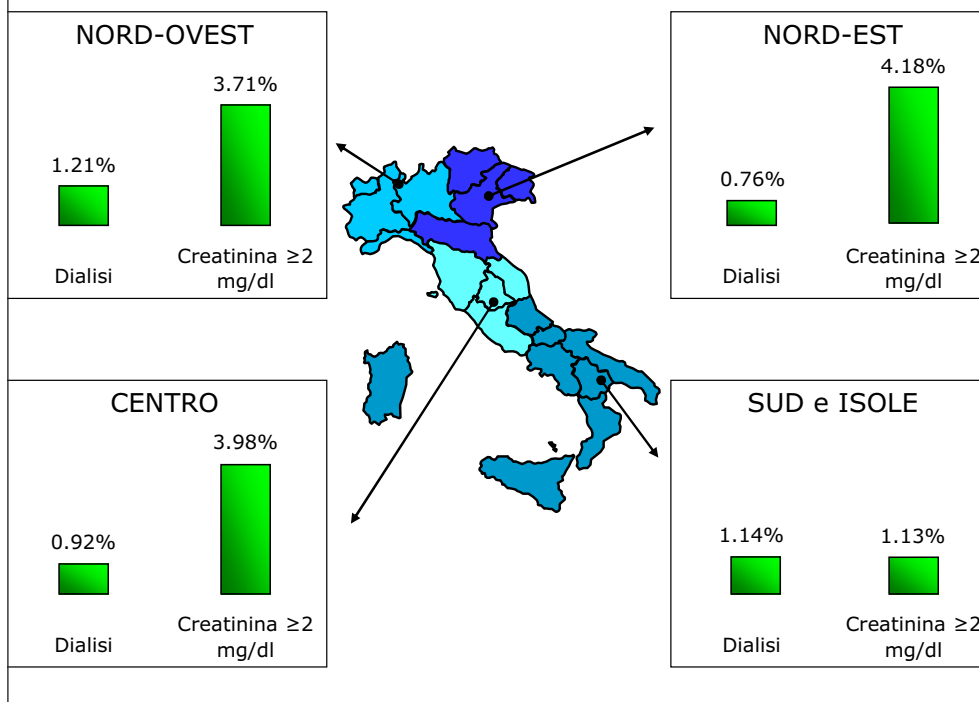 NORD-OVEST
3.71%
1.21%
Dialisi
Creatinina ≥2
mg/dl
NORD-EST
4.18%
0.76%
Dialisi
Creatinina ≥2
mg/dl
CENTRO
3.98%
0.92%
Dialisi
Creatinina ≥2
mg/dl
SUD e ISOLE
1.14%
1.13%
Dialisi
Creatinina ≥2
mg/dl